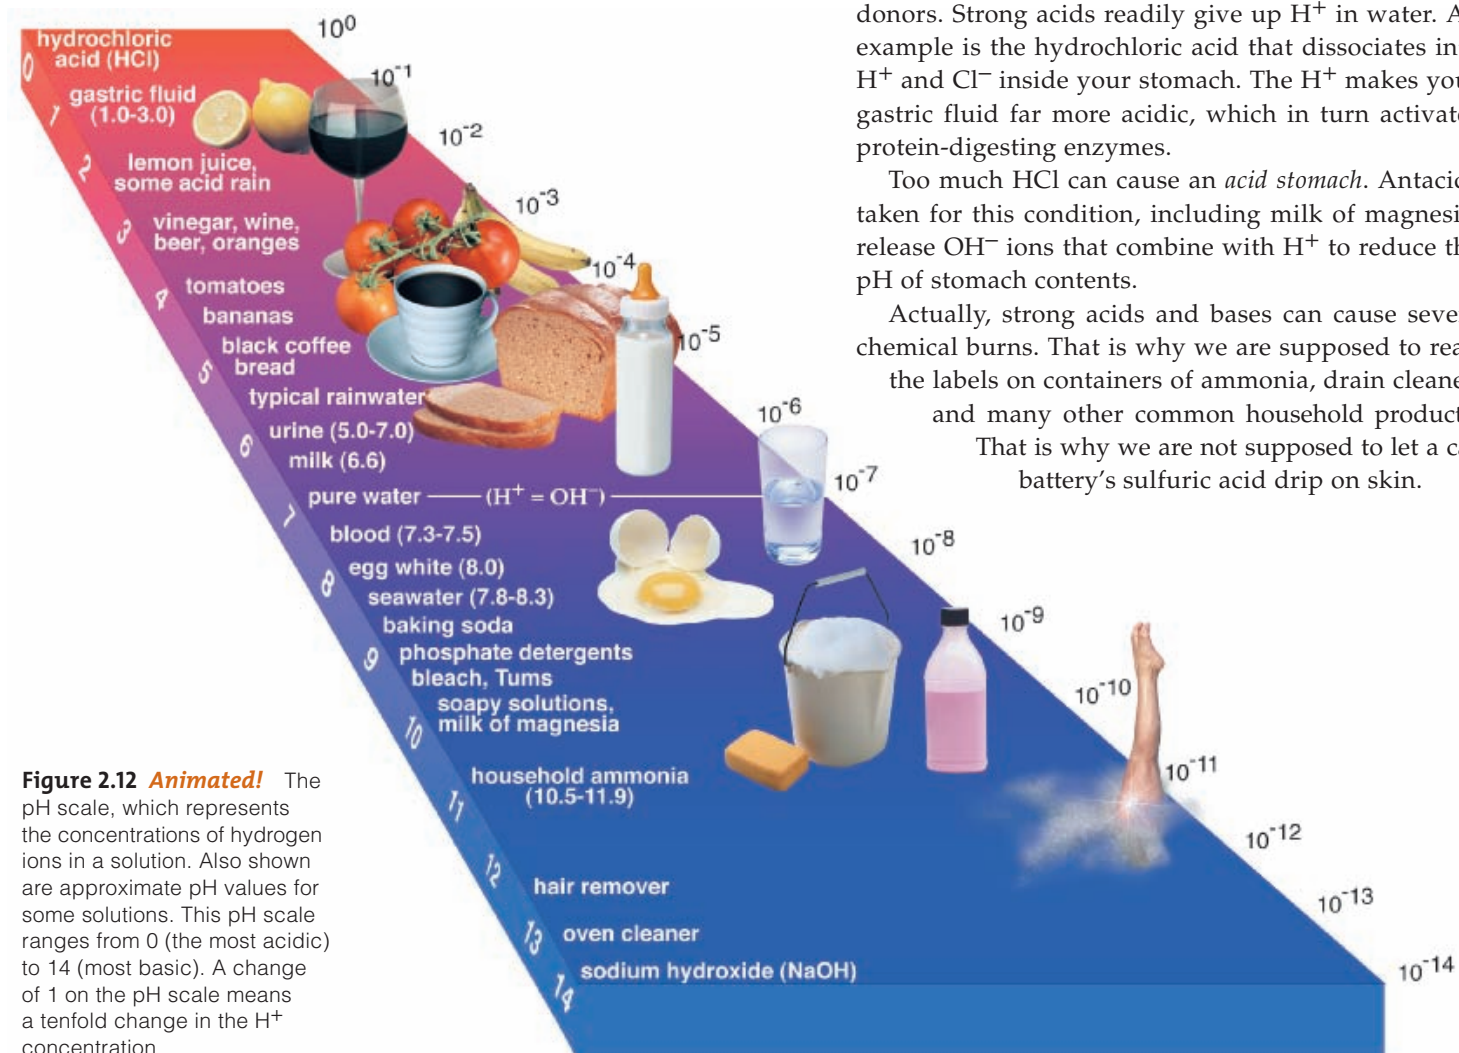 donors. Strong acids readily give up H⁺ in water. A
example is the hydrochloric acid that dissociates in
H⁺ and Cl⁻ inside your stomach. The H⁺ makes you
gastric fluid far more acidic, which in turn activate
protein-digesting enzymes.
Too much HCl can cause an acid stomach. Antacid
taken for this condition, including milk of magnesi
release OH⁻ ions that combine with H⁺ to reduce th
pH of stomach contents.
Actually, strong acids and bases can cause seve
chemical burns. That is why we are supposed to rea
the labels on containers of ammonia, drain cleane
and many other common household product
That is why we are not supposed to let a ca
battery's sulfuric acid drip on skin.
hydrochloric
acid (HCl)
0
10⁰
gastric fluid
(1.0-3.0)
1
10⁻¹
lemon juice,
some acid rain
2
10⁻²
vinegar, wine,
beer, oranges
3
10⁻³
tomatoes
4
10⁻⁴
bananas
black coffee
bread
5
10⁻⁵
typical rainwater
urine (5.0-7.0)
6
10⁻⁶
milk (6.6)
pure water (H⁺ = OH⁻)
7
10⁻⁷
blood (7.3-7.5)
egg white (8.0)
8
10⁻⁸
seawater (7.8-8.3)
baking soda
9
10⁻⁹
phosphate detergents
bleach, Tums
soapy solutions,
milk of magnesia
10
10⁻¹⁰
household ammonia
(10.5-11.9)
11
10⁻¹¹
12
10⁻¹²
hair remover
13
10⁻¹³
oven cleaner
sodium hydroxide (NaOH)
14
10⁻¹⁴
Figure 2.12 Animated! The
pH scale, which represents
the concentrations of hydrogen
ions in a solution. Also shown
are approximate pH values for
some solutions. This pH scale
ranges from 0 (the most acidic)
to 14 (most basic). A change
of 1 on the pH scale means
a tenfold change in the H⁺
concentration